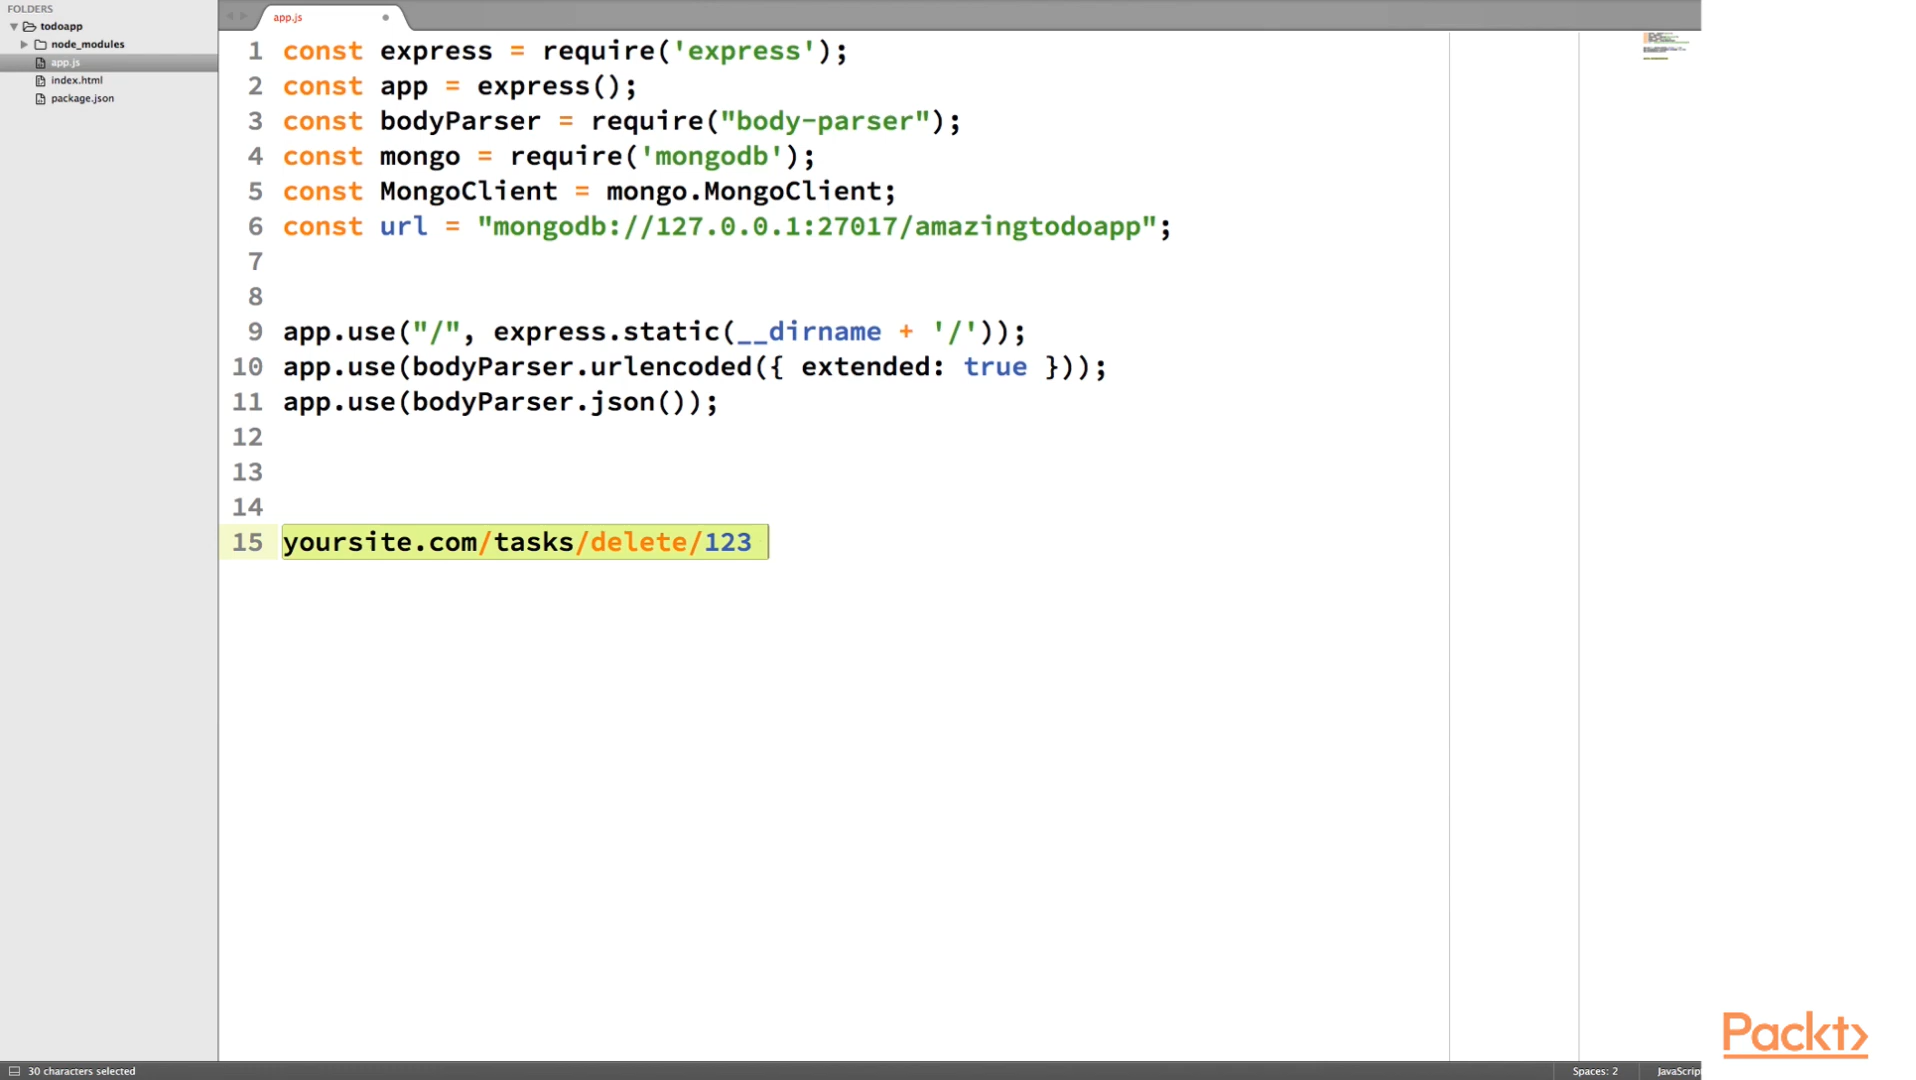 FOLDERS
todoapp
node_modules
app.js
index.html
package.json
app.js
1 const express = require('express');
2 const app = express();
3 const bodyParser = require("body-parser");
4 const mongo = require('mongodb');
5 const MongoClient = mongo.MongoClient;
6 const url = "mongodb://127.0.0.1:27017/amazingtodoapp";
7
8
9 app.use("/", express.static(__dirname + '/'));
10 app.use(bodyParser.urlencoded({ extended: true }));
11 app.use(bodyParser.json());
12
13
14
15 yoursite.com/tasks/delete/123
Packt>
30 characters selected
Spaces: 2
JavaScrip